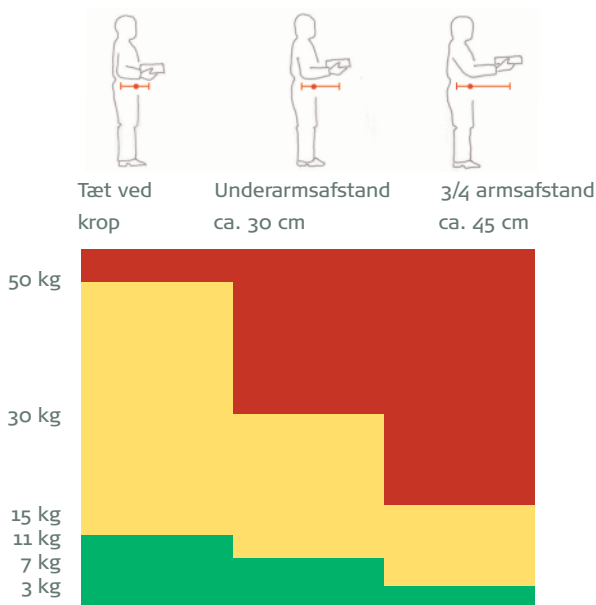 Tæt ved
krop
Underarmsafstand
ca. 30 cm
3/4 armsafstand
ca. 45 cm
50 kg
30 kg
15 kg
11 kg
7 kg
3 kg